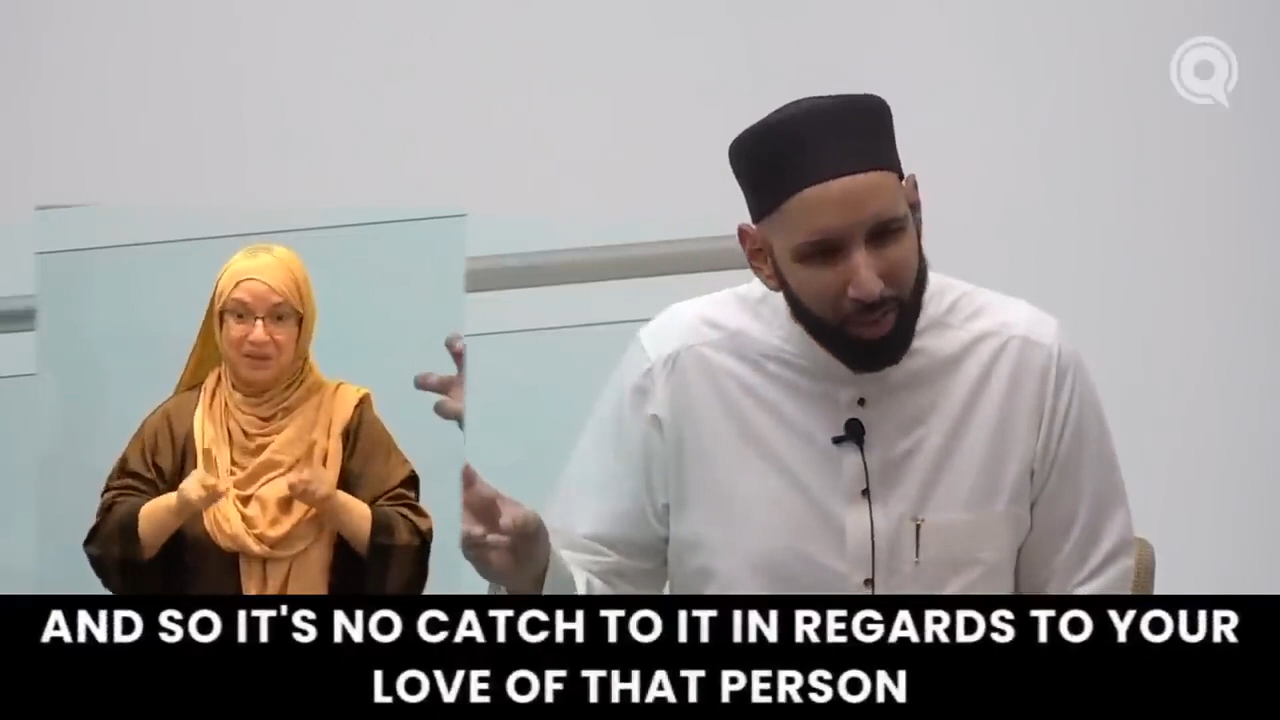 AND SO IT'S NO CATCH TO IT IN REGARDS TO YOUR
LOVE OF THAT PERSON